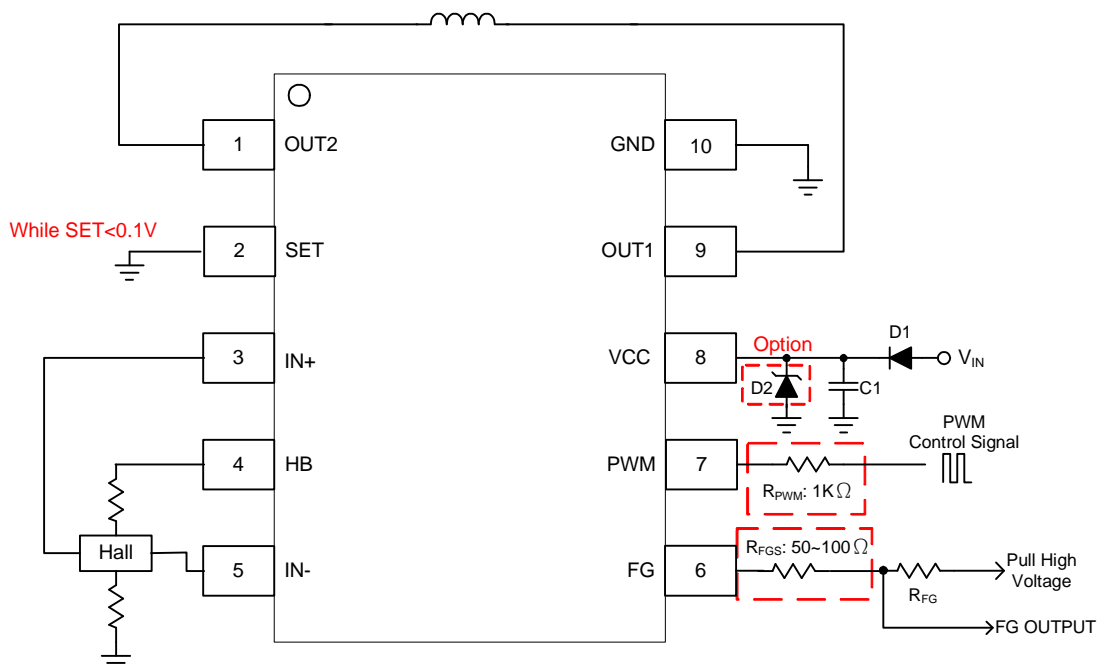 1
OUT2
GND
10
While SET<0.1V
2
SET
OUT1
9
3
IN+
VCC
8
Option
D1
VIN
D2
C1
PWM
Control Signal
4
HB
PWM
7
RPWM: 1KΩ
Hall
5
IN-
FG
6
RFGS: 50~100Ω
RFG
Pull High
Voltage
FG OUTPUT